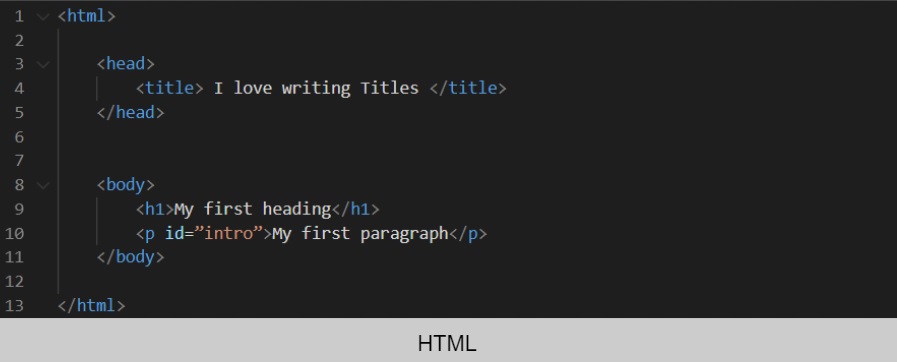 1 <html>
2
3 <head>
4 <title> I love writing Titles </title>
5 </head>
6
7
8 <body>
9 <h1>My first heading</h1>
10 <p id=”intro”>My first paragraph</p>
11 </body>
12
13 </html>
HTML